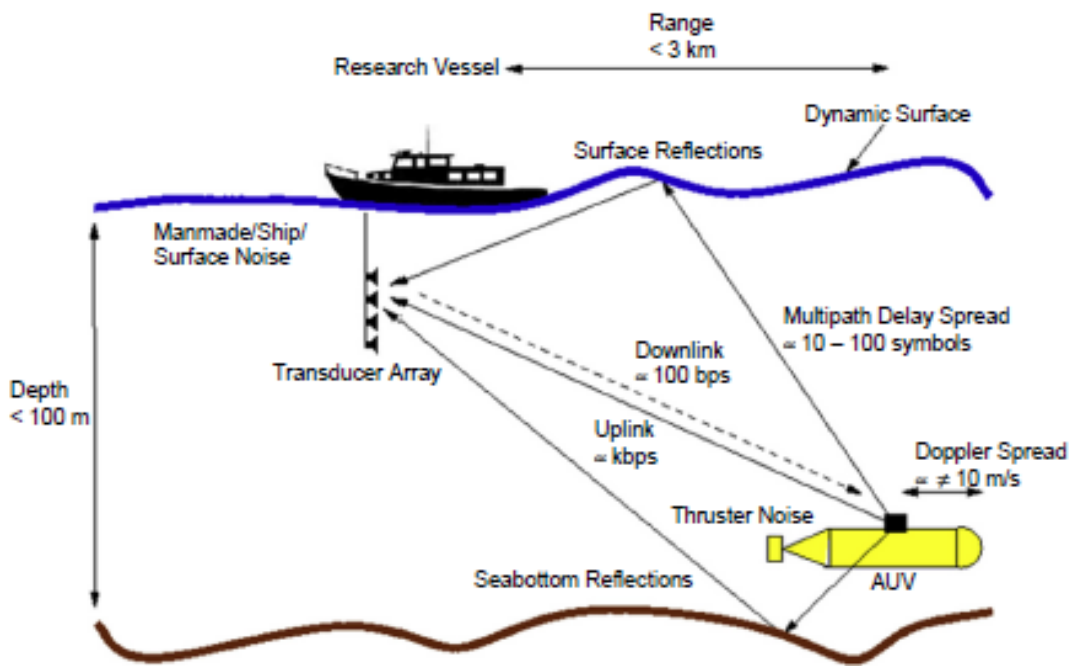 Range
< 3 km
Research Vessel
Dynamic Surface
Surface Reflections
Manmade/Ship/
Surface Noise
Multipath Delay Spread
≃ 10 – 100 symbols
Downlink
≃ 100 bps
Transducer Array
Depth
< 100 m
Uplink
≃ kbps
Doppler Spread
≃ ≠ 10 m/s
Thruster Noise
Seabottom Reflections
AUV